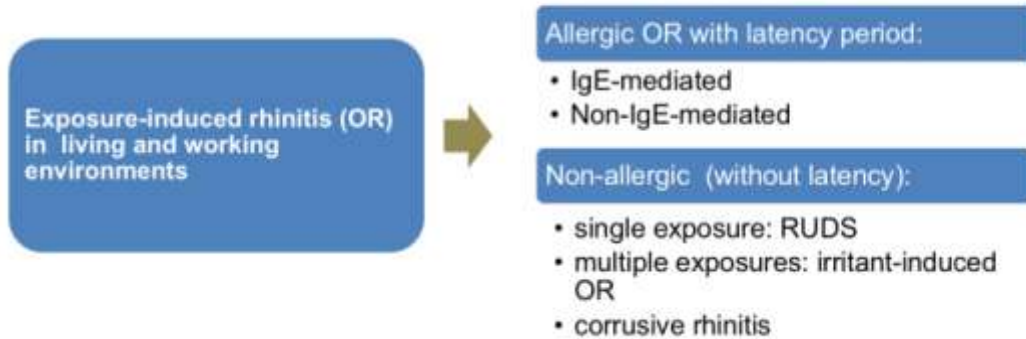 Exposure-induced rhinitis (OR)
in living and working
environments
Allergic OR with latency period:
• IgE-mediated
• Non-IgE-mediated
Non-allergic (without latency):
• single exposure: RUDS
• multiple exposures: irritant-induced
OR
• corrusive rhinitis